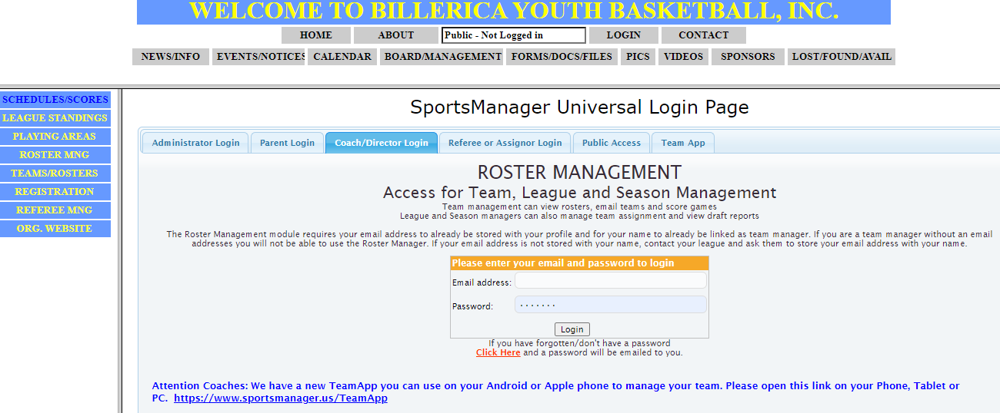 WELCOME TO BILLERICA YOUTH BASKETBALL, INC.
HOME ABOUT Public - Not Logged in LOGIN CONTACT
NEWS/INFO EVENTS/NOTICES CALENDAR BOARD/MANAGEMENT FORMS/DOCS/FILES PICS VIDEOS SPONSORS LOST/FOUND/AVAIL
SCHEDULES/SCORES
LEAGUE STANDINGS
PLAYING AREAS
ROSTER MNG
TEAMS/ROSTERS
REGISTRATION
REFEREE MNG
ORG. WEBSITE
SportsManager Universal Login Page
Administrator Login Parent Login Coach/Director Login Referee or Assignor Login Public Access Team App
ROSTER MANAGEMENT
Access for Team, League and Season Management
Team management can view rosters, email teams and score games
League and Season managers can also manage team assignment and view draft reports
The Roster Management module requires your email address to already be stored with your profile and for your name to already be linked as team manager. If you are a team manager without an email
addresses you will not be able to use the Roster Manager. If your email address is not stored with your name, contact your league and ask them to store your email address with your name.
Please enter your email and password to login
Email address:
Password: ·······
Login
If you have forgotten/don't have a password
Click Here and a password will be emailed to you.
Attention Coaches: We have a new TeamApp you can use on your Android or Apple phone to manage your team. Please open this link on your Phone, Tablet or
PC. https://www.sportsmanager.us/TeamApp